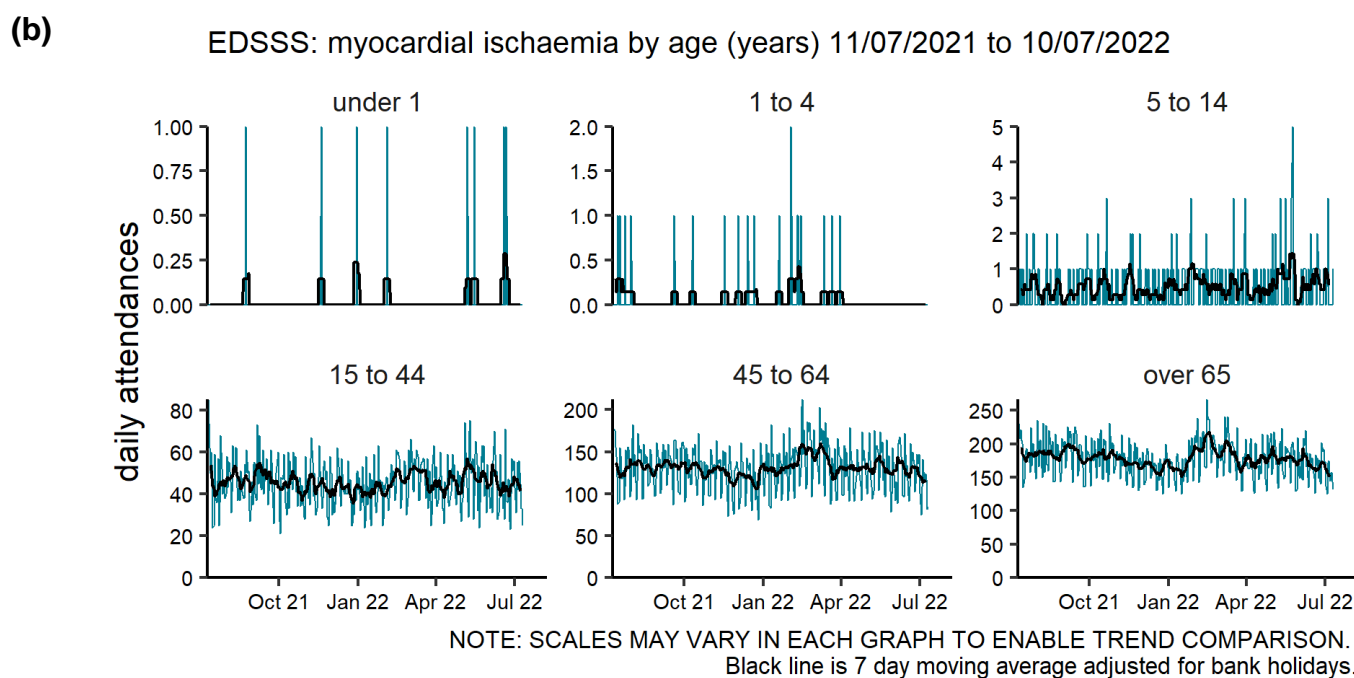 (b)
EDSSS: myocardial ischaemia by age (years) 11/07/2021 to 10/07/2022
daily attendances
under 1
1.00
0.75
0.50
0.25
0.00
1 to 4
2.0
1.5
1.0
0.5
0.0
5 to 14
5
4
3
2
1
0
15 to 44
80
60
40
20
0
Oct 21 Jan 22 Apr 22 Jul 22
45 to 64
200
150
100
50
0
Oct 21 Jan 22 Apr 22 Jul 22
over 65
250
200
150
100
50
0
Oct 21 Jan 22 Apr 22 Jul 22
NOTE: SCALES MAY VARY IN EACH GRAPH TO ENABLE TREND COMPARISON.
Black line is 7 day moving average adjusted for bank holidays.